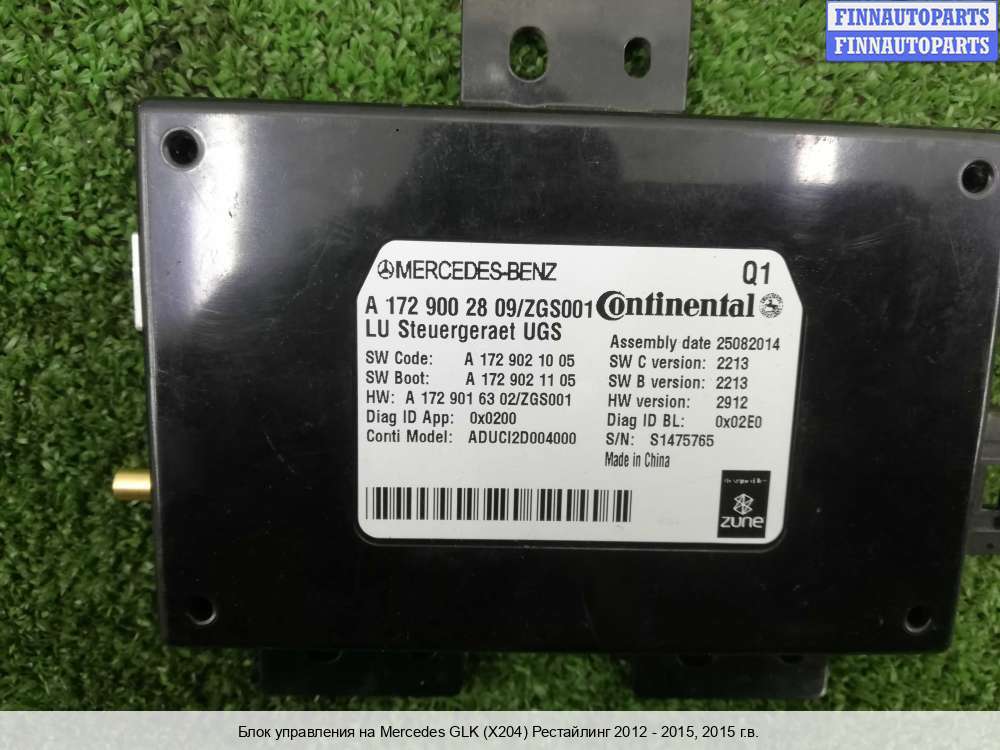 FINNAUTOPARTS
FINNAUTOPARTS
MERCEDES-BENZ Q1
A 172 900 28 09/ZGS001 Continental
LU Steuergeraet UGS
Assembly date 25082014
SW Code: A 172 902 10 05 SW C version: 2213
SW Boot: A 172 902 11 05 SW B version: 2213
HW: A 172 901 63 02/ZGS001 HW version: 2912
Diag ID App: 0x0200 Diag ID BL: 0x02E0
Conti Model: ADUCI2D004000 S/N: S1475765
Made in China
zune
Блок управления на Mercedes GLK (X204) Рестайлинг 2012 - 2015, 2015 г.в.